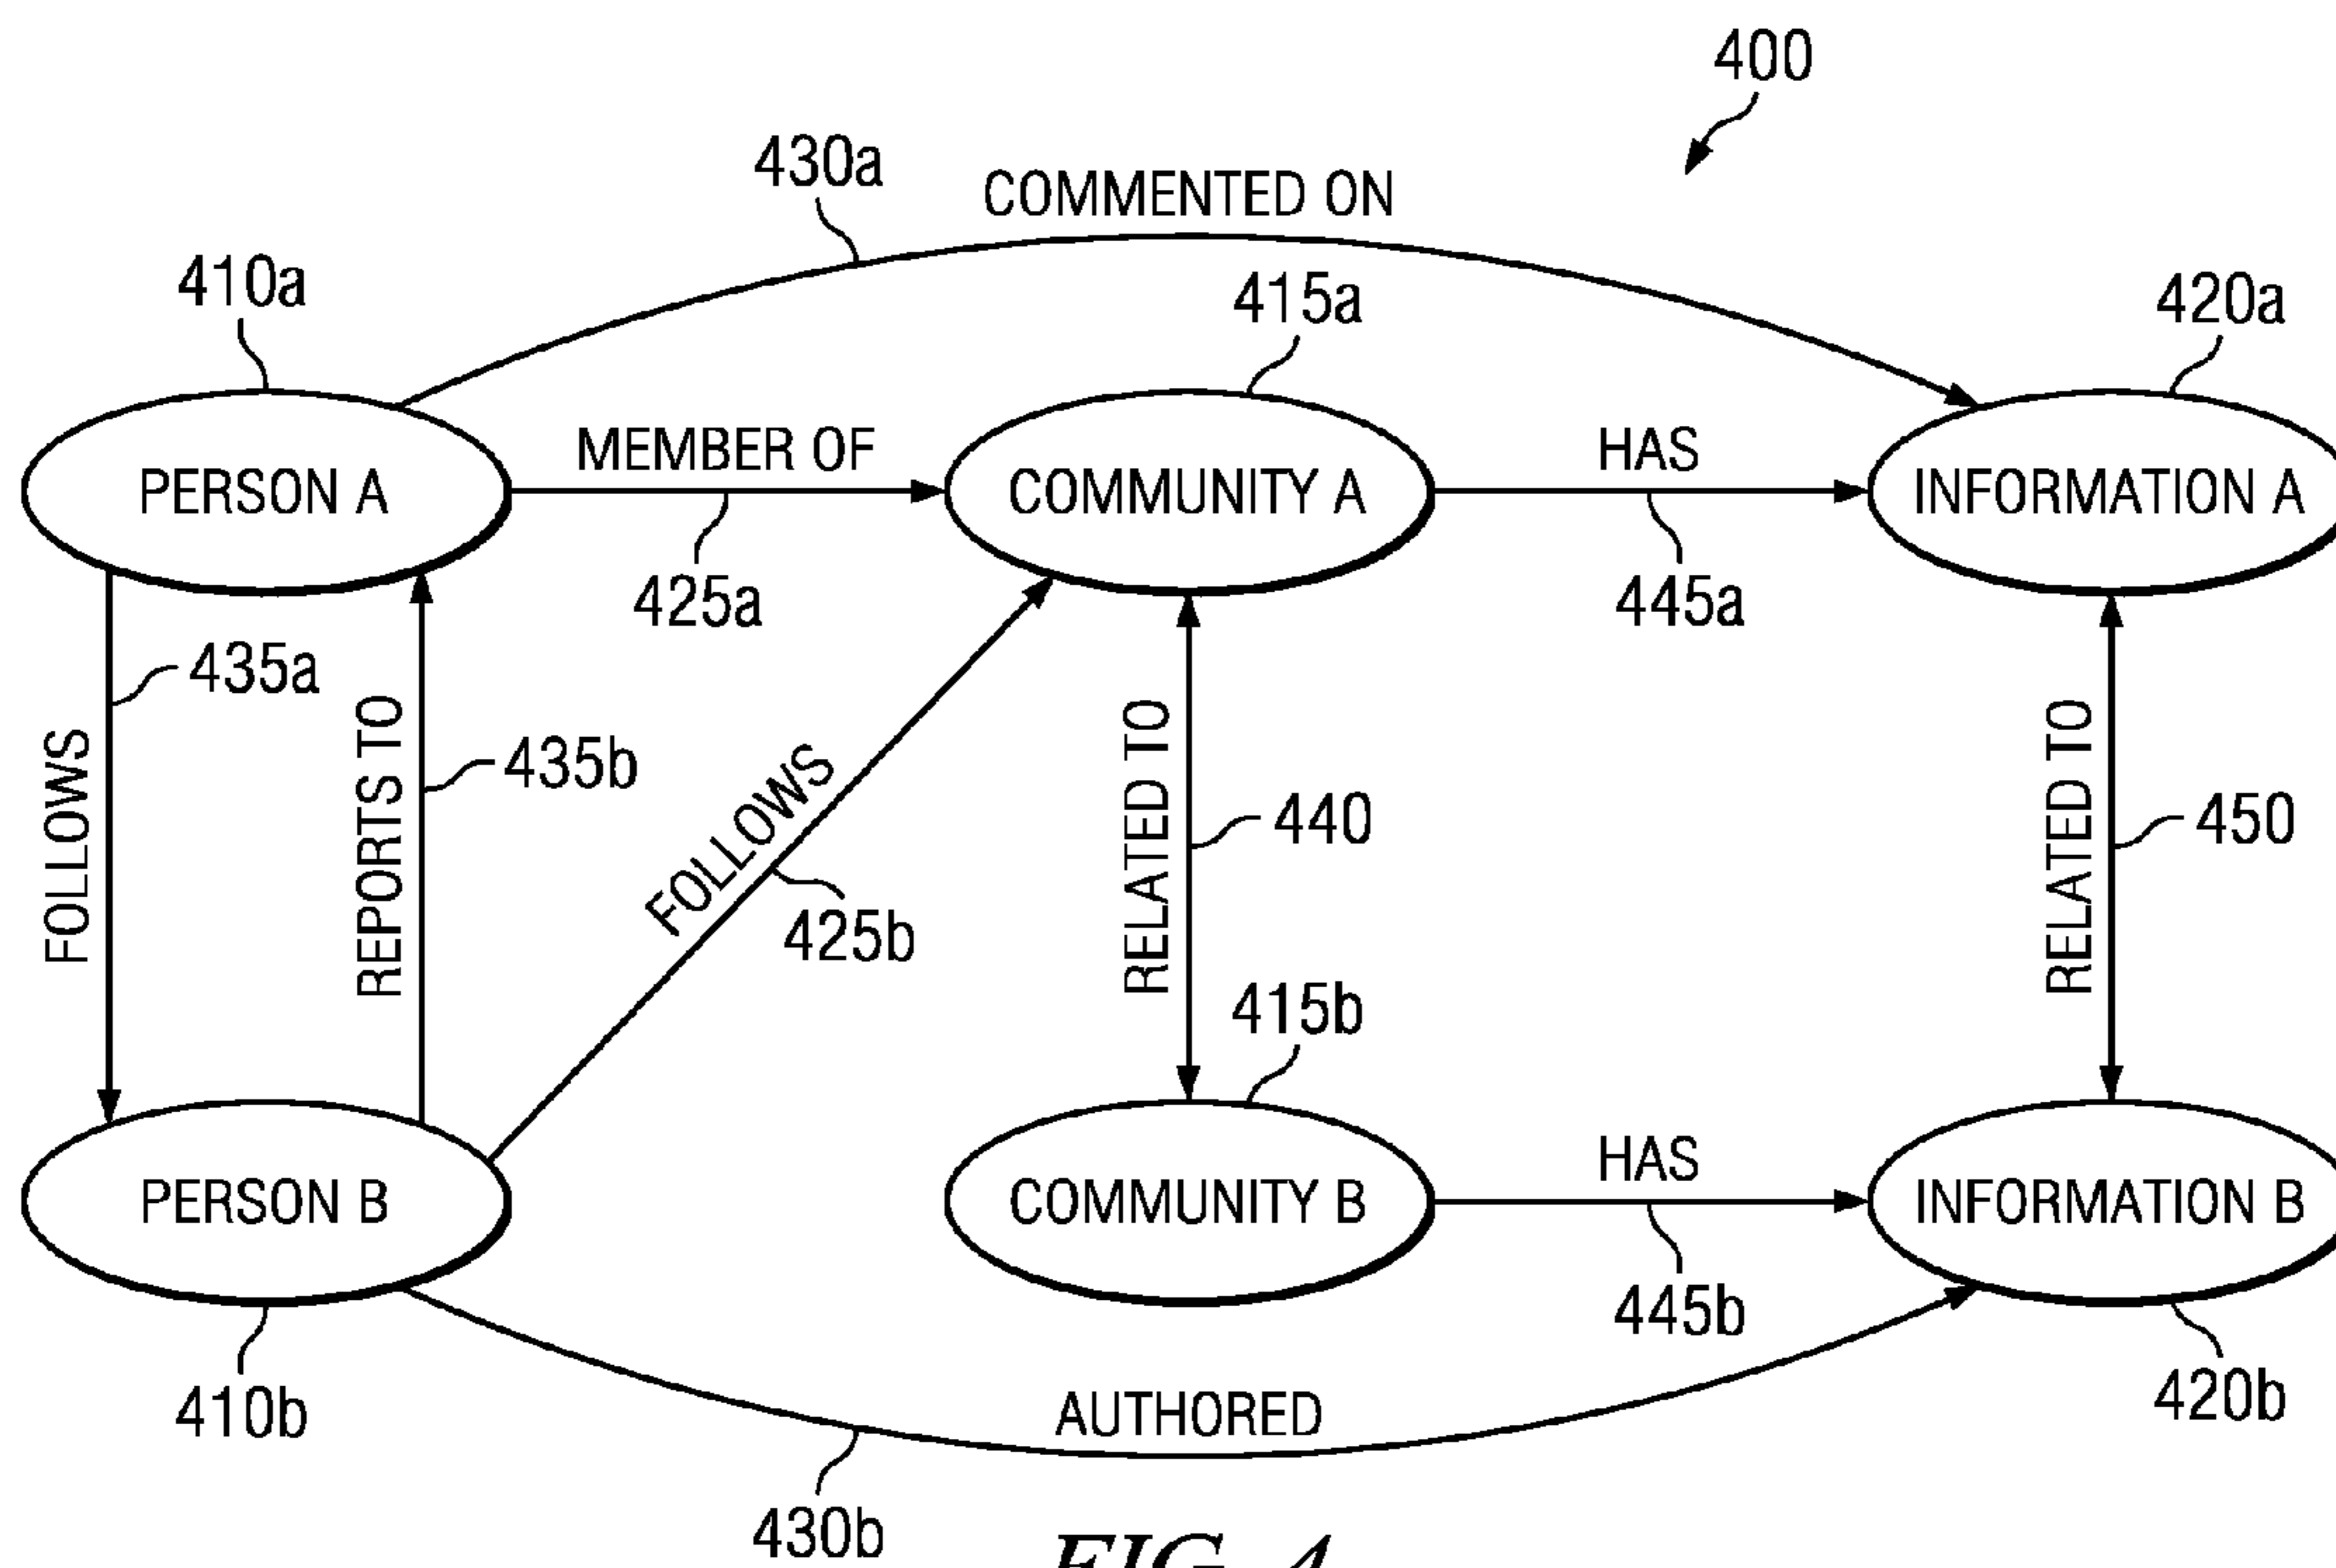 400
430a
COMMENTED ON
410a
415a
420a
PERSON A
MEMBER OF
COMMUNITY A
HAS
INFORMATION A
425a
445a
435a
FOLLOWS
REPORTS TO
435b
FOLLOWS
425b
RELATED TO
440
RELATED TO
450
415b
PERSON B
COMMUNITY B
HAS
INFORMATION B
445b
410b
AUTHORED
420b
430b
FIG. 4